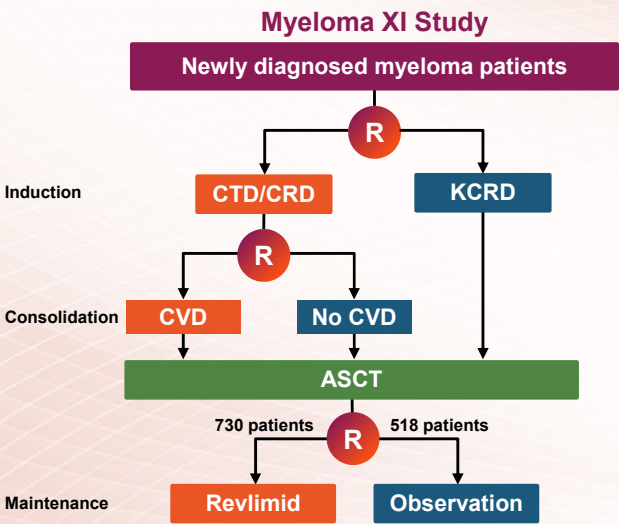 Myeloma XI Study
Newly diagnosed myeloma patients
R
Induction
CTD/CRD
KCRD
R
Consolidation
CVD
No CVD
ASCT
730 patients
R
518 patients
Maintenance
Revlimid
Observation